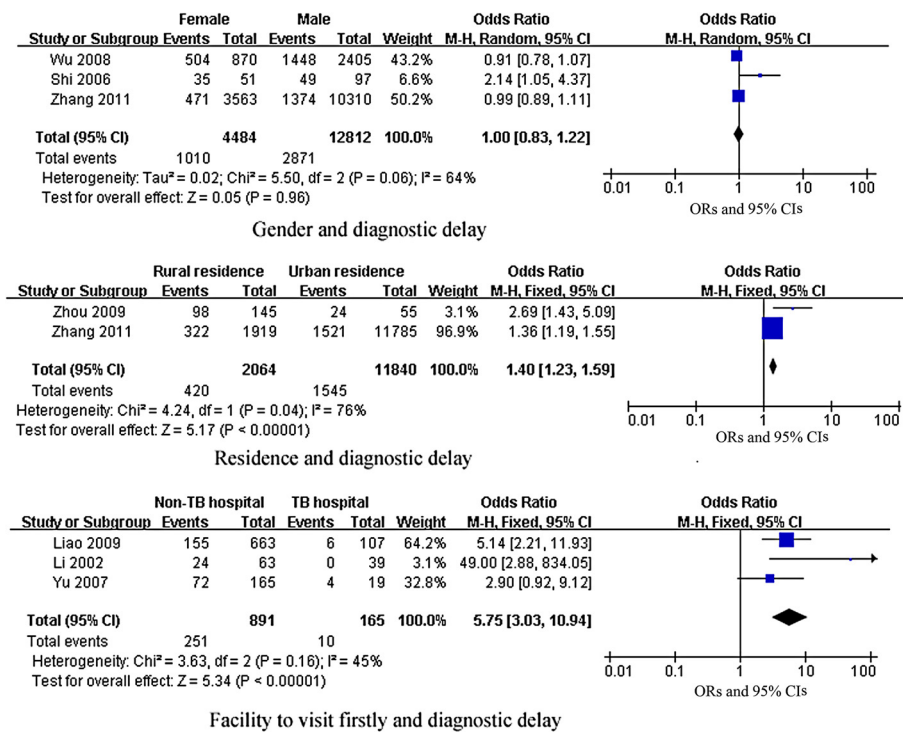 Female Male Odds Ratio Odds Ratio
Study or Subgroup Events Total Events Total Weight M-H, Random, 95% CI M-H, Random, 95% CI
Wu 2008 504 870 1448 2405 43.2% 0.91 [0.78, 1.07]
Shi 2006 35 51 49 97 6.6% 2.14 [1.05, 4.37]
Zhang 2011 471 3563 1374 10310 50.2% 0.99 [0.89, 1.11]
Total (95% CI) 4484 12812 100.0% 1.00 [0.83, 1.22]
Total events 1010 2871
Heterogeneity: Tau² = 0.02; Chi² = 5.50, df = 2 (P = 0.06); I² = 64%
Test for overall effect: Z = 0.05 (P = 0.96)
0.01 0.1 1 10 100
ORs and 95% CIs
Gender and diagnostic delay
Rural residence Urban residence Odds Ratio Odds Ratio
Study or Subgroup Events Total Events Total Weight M-H, Fixed, 95% CI M-H, Fixed, 95% CI
Zhou 2009 98 145 24 55 3.1% 2.69 [1.43, 5.09]
Zhang 2011 322 1919 1521 11785 96.9% 1.36 [1.19, 1.55]
Total (95% CI) 2064 11840 100.0% 1.40 [1.23, 1.59]
Total events 420 1545
Heterogeneity: Chi² = 4.24, df = 1 (P = 0.04); I² = 76%
Test for overall effect: Z = 5.17 (P < 0.00001)
0.01 0.1 1 10 100
ORs and 95% CIs
Residence and diagnostic delay
Non-TB hospital TB hospital Odds Ratio Odds Ratio
Study or Subgroup Events Total Events Total Weight M-H, Fixed, 95% CI M-H, Fixed, 95% CI
Liao 2009 155 663 6 107 64.2% 5.14 [2.21, 11.93]
Li 2002 24 63 0 39 3.1% 49.00 [2.88, 834.05]
Yu 2007 72 165 4 19 32.8% 2.90 [0.92, 9.12]
Total (95% CI) 891 165 100.0% 5.75 [3.03, 10.94]
Total events 251 10
Heterogeneity: Chi² = 3.63, df = 2 (P = 0.16); I² = 45%
Test for overall effect: Z = 5.34 (P < 0.00001)
0.01 0.1 1 10 100
ORs and 95% CIs
Facility to visit firstly and diagnostic delay